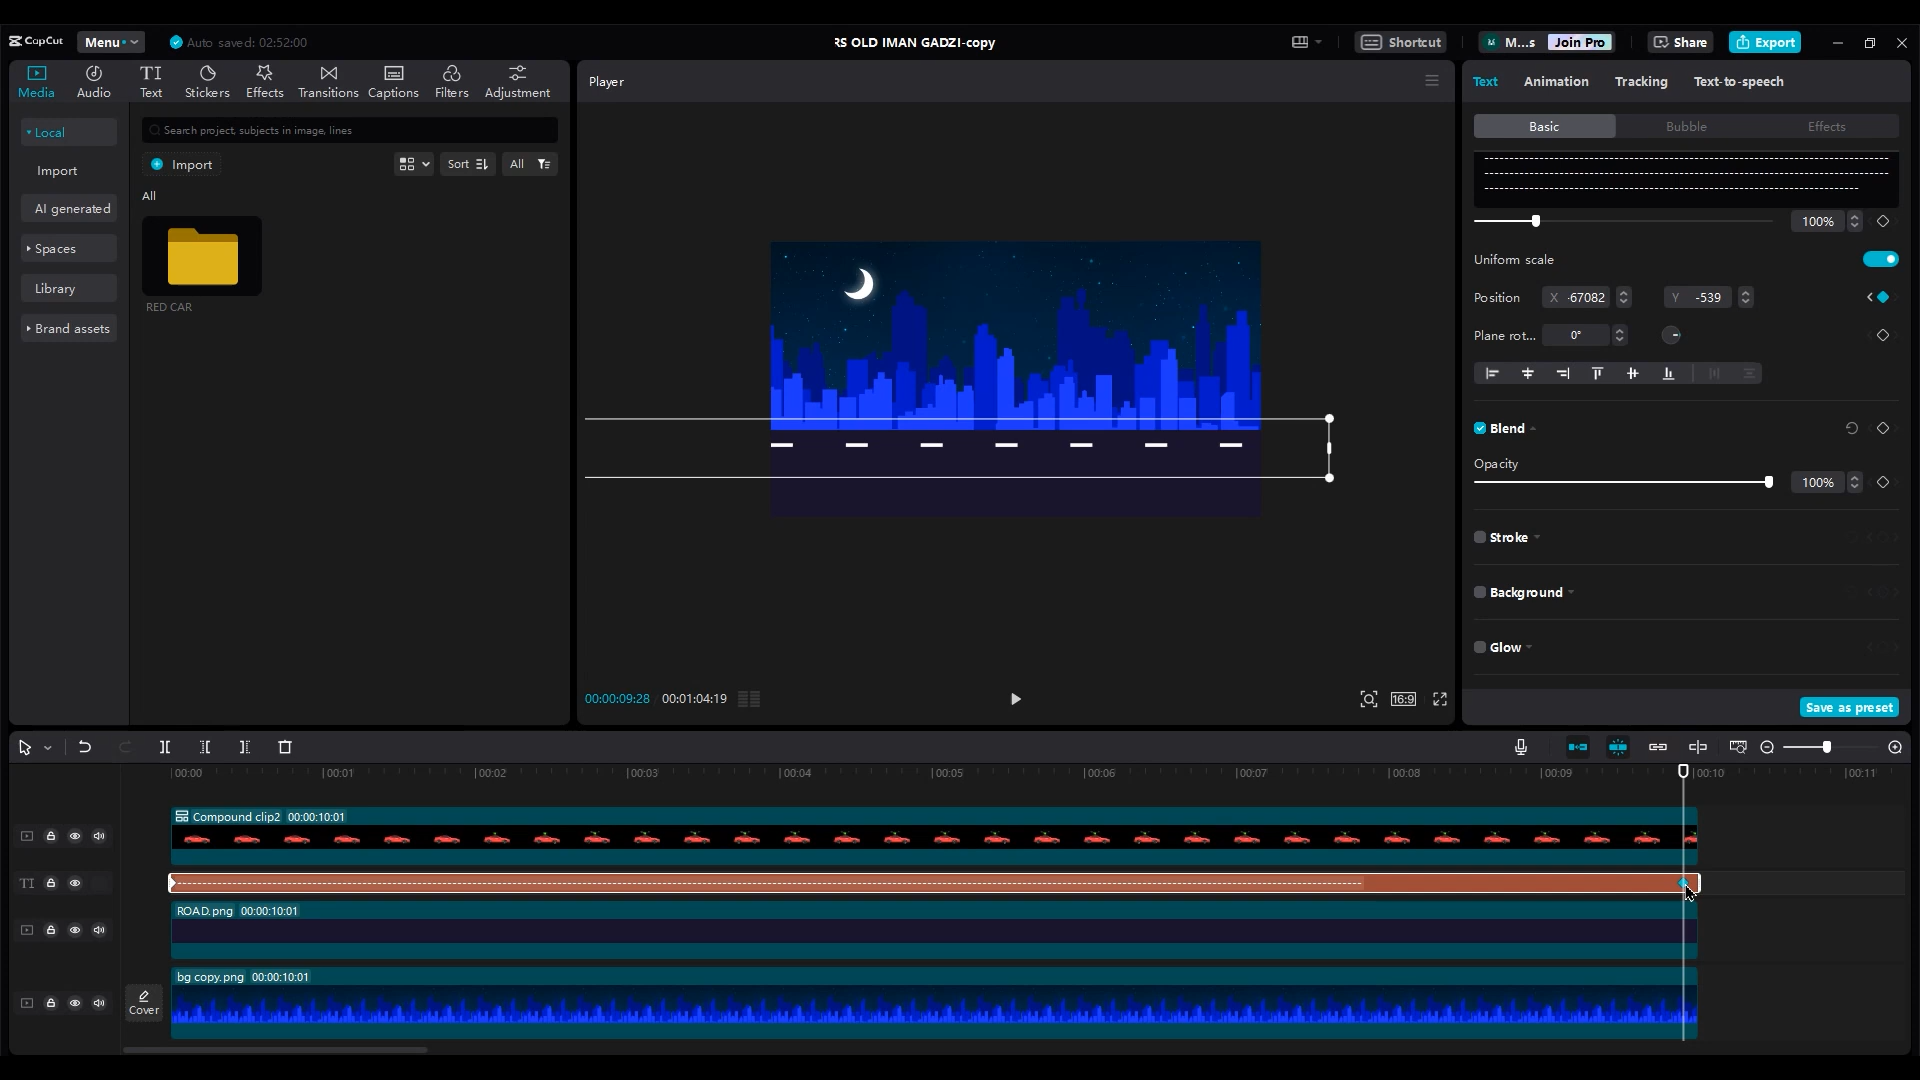 CapCut
Menu
Auto saved: 02:52:00
RS OLD IMAN GADZI-copy
Shortcut
M M...s
Join Pro
Share
Export
Media
Audio
TI Text
Stickers
Effects
Transitions
Captions
Filters
Adjustment
Local
Import
AI generated
Spaces
Library
Brand assets
Search project, subjects in image, lines
Import
Sort
All
All
RED CAR
Player
00:00:09:28
00:01:04:19
16:9
Text
Animation
Tracking
Text-to-speech
Basic
Bubble
Effects
100%
Uniform scale
Position X -67082 Y -539
Plane rot... 0°
Blend
Opacity
100%
Stroke
Background
Glow
Save as preset
00:00
00:01
00:02
00:03
00:04
00:05
00:06
00:07
00:08
00:09
00:10
00:11
Compound clip2 00:00:10:01
TI
ROAD.png 00:00:10:01
bg copy.png 00:00:10:01
Cover